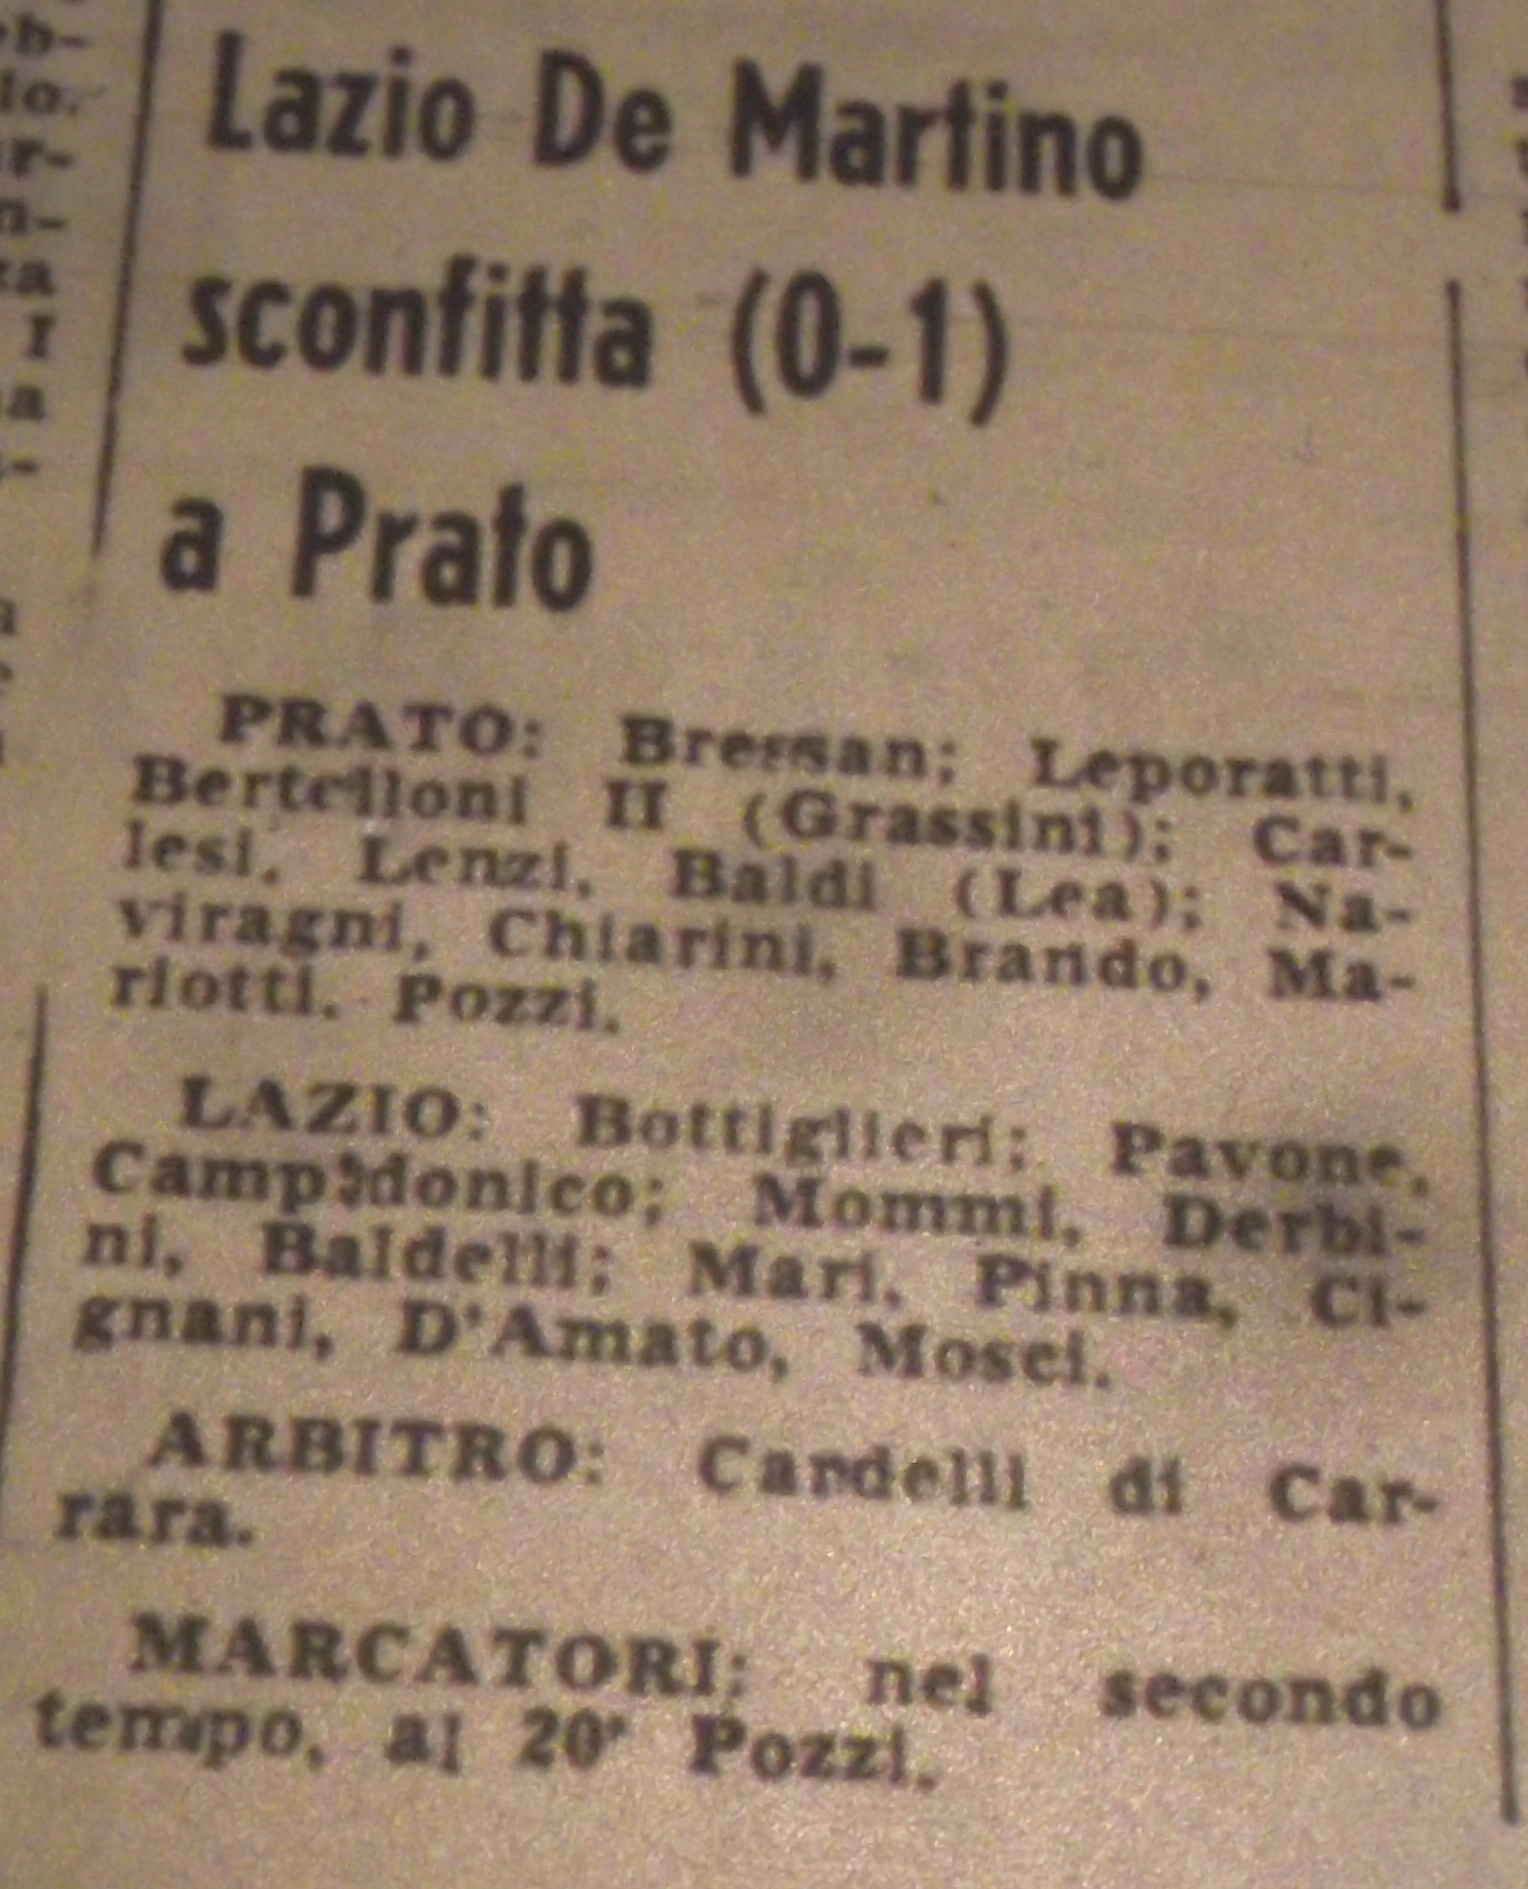 Lazio De Martino
sconfitta (0-1)
a Prato
PRATO: Bressan; Leporatti,
Bertelloni II (Grassini); Car-
lesi, Lenzi, Baldi (Lea); Na-
viragni, Chiarini, Brando, Ma-
riotti, Pozzi.
LAZIO: Bottiglieri; Pavone,
Campidonico; Mommi, Derbi-
ni, Baldelli; Mari, Pinna, Ci-
gnani, D'Amato, Mosci.
ARBITRO: Cardelli di Car-
rara.
MARCATORI: nel secondo
tempo, al 20' Pozzi.